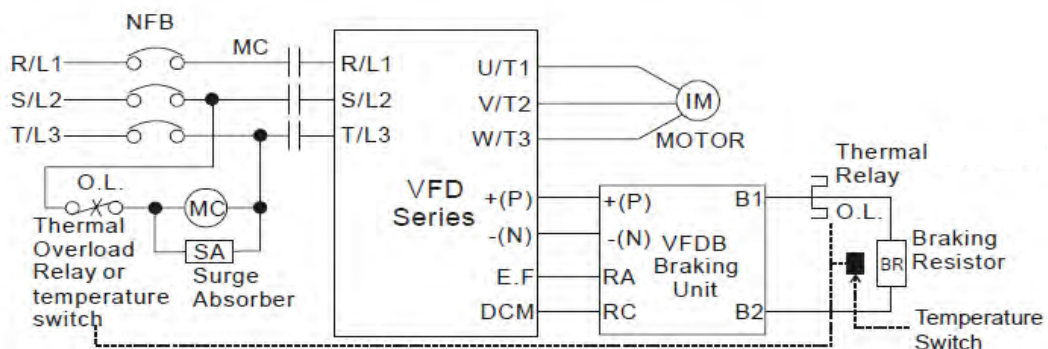 NFB
MC
R/L1
R/L1
U/T1
S/L2
S/L2
V/T2
IM
T/L3
T/L3
W/T3
MOTOR
Thermal
Relay
O.L.
O.L.
MC
VFD
Series
+(P)
+(P)
B1
-(N)
-(N)
VFDB
Braking
Unit
Thermal
Overload
Relay or
temperature
switch
SA
Surge
Absorber
E.F
RA
BR
Braking
Resistor
DCM
RC
B2
Temperature
Switch